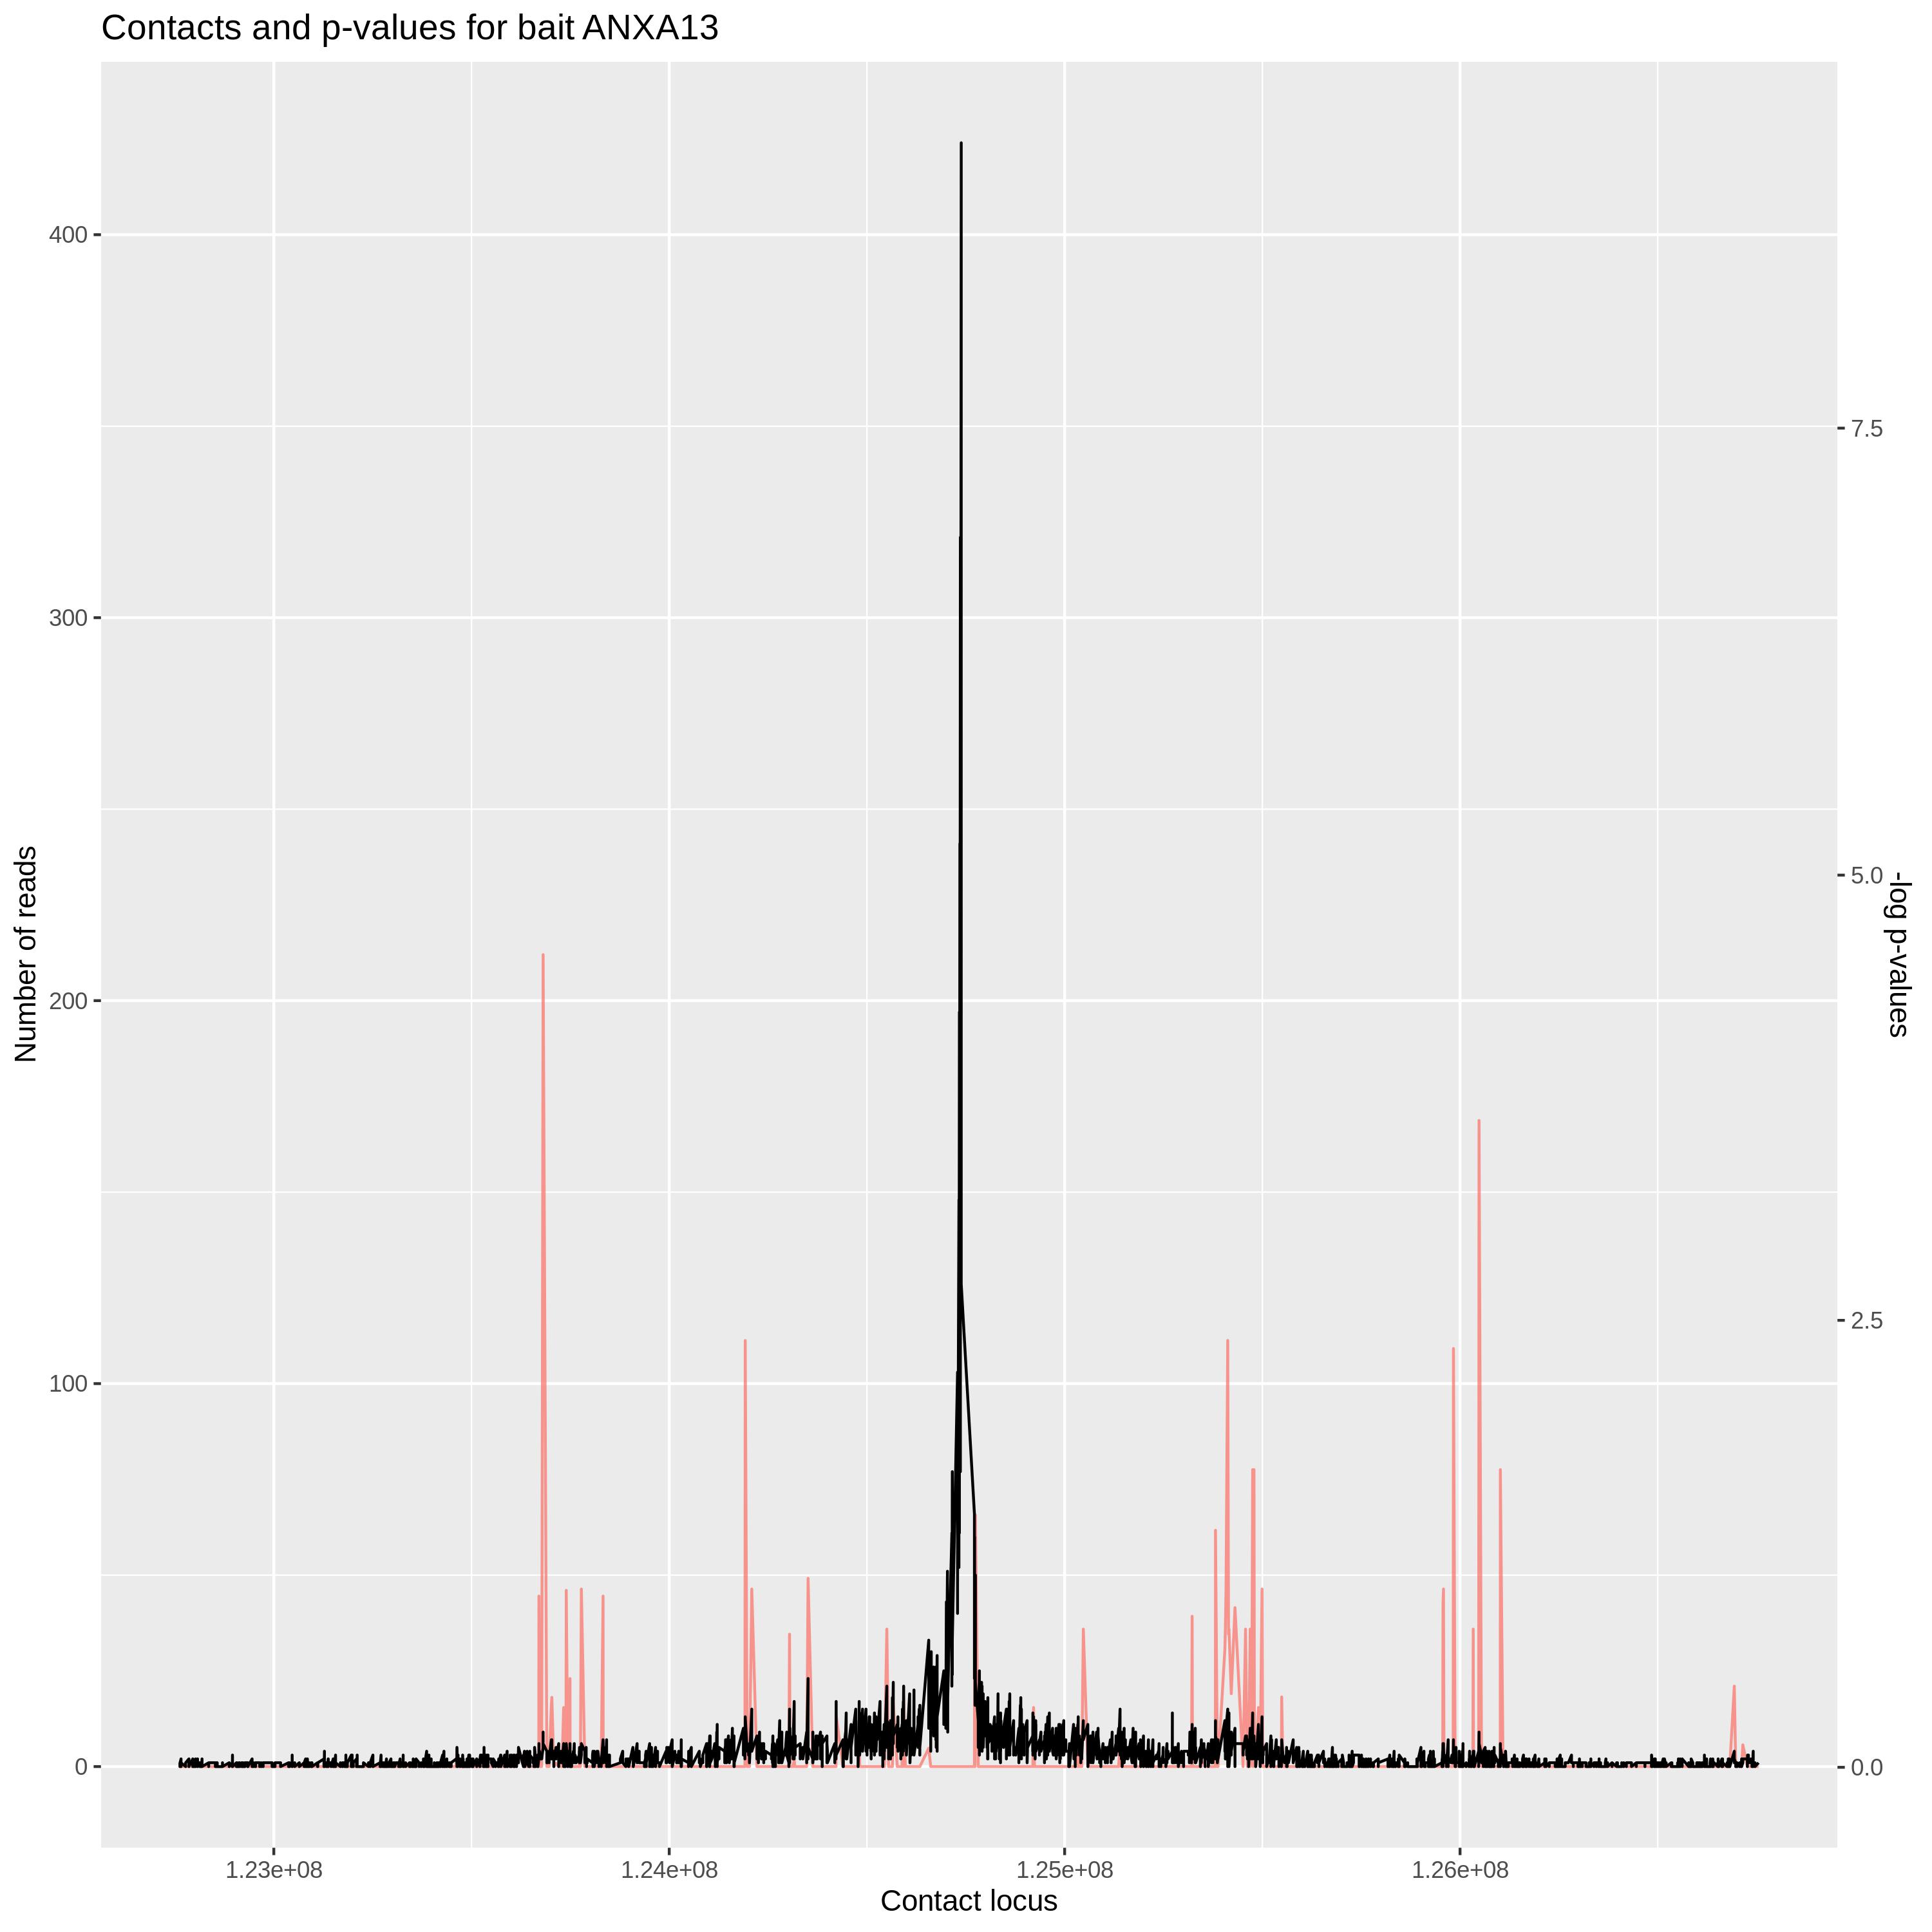 Contacts and p-values for bait ANXA13
400
300
200
100
0
Number of reads
7.5
5.0
2.5
0.0
-log p-values
1.23e+08
1.24e+08
1.25e+08
1.26e+08
Contact locus